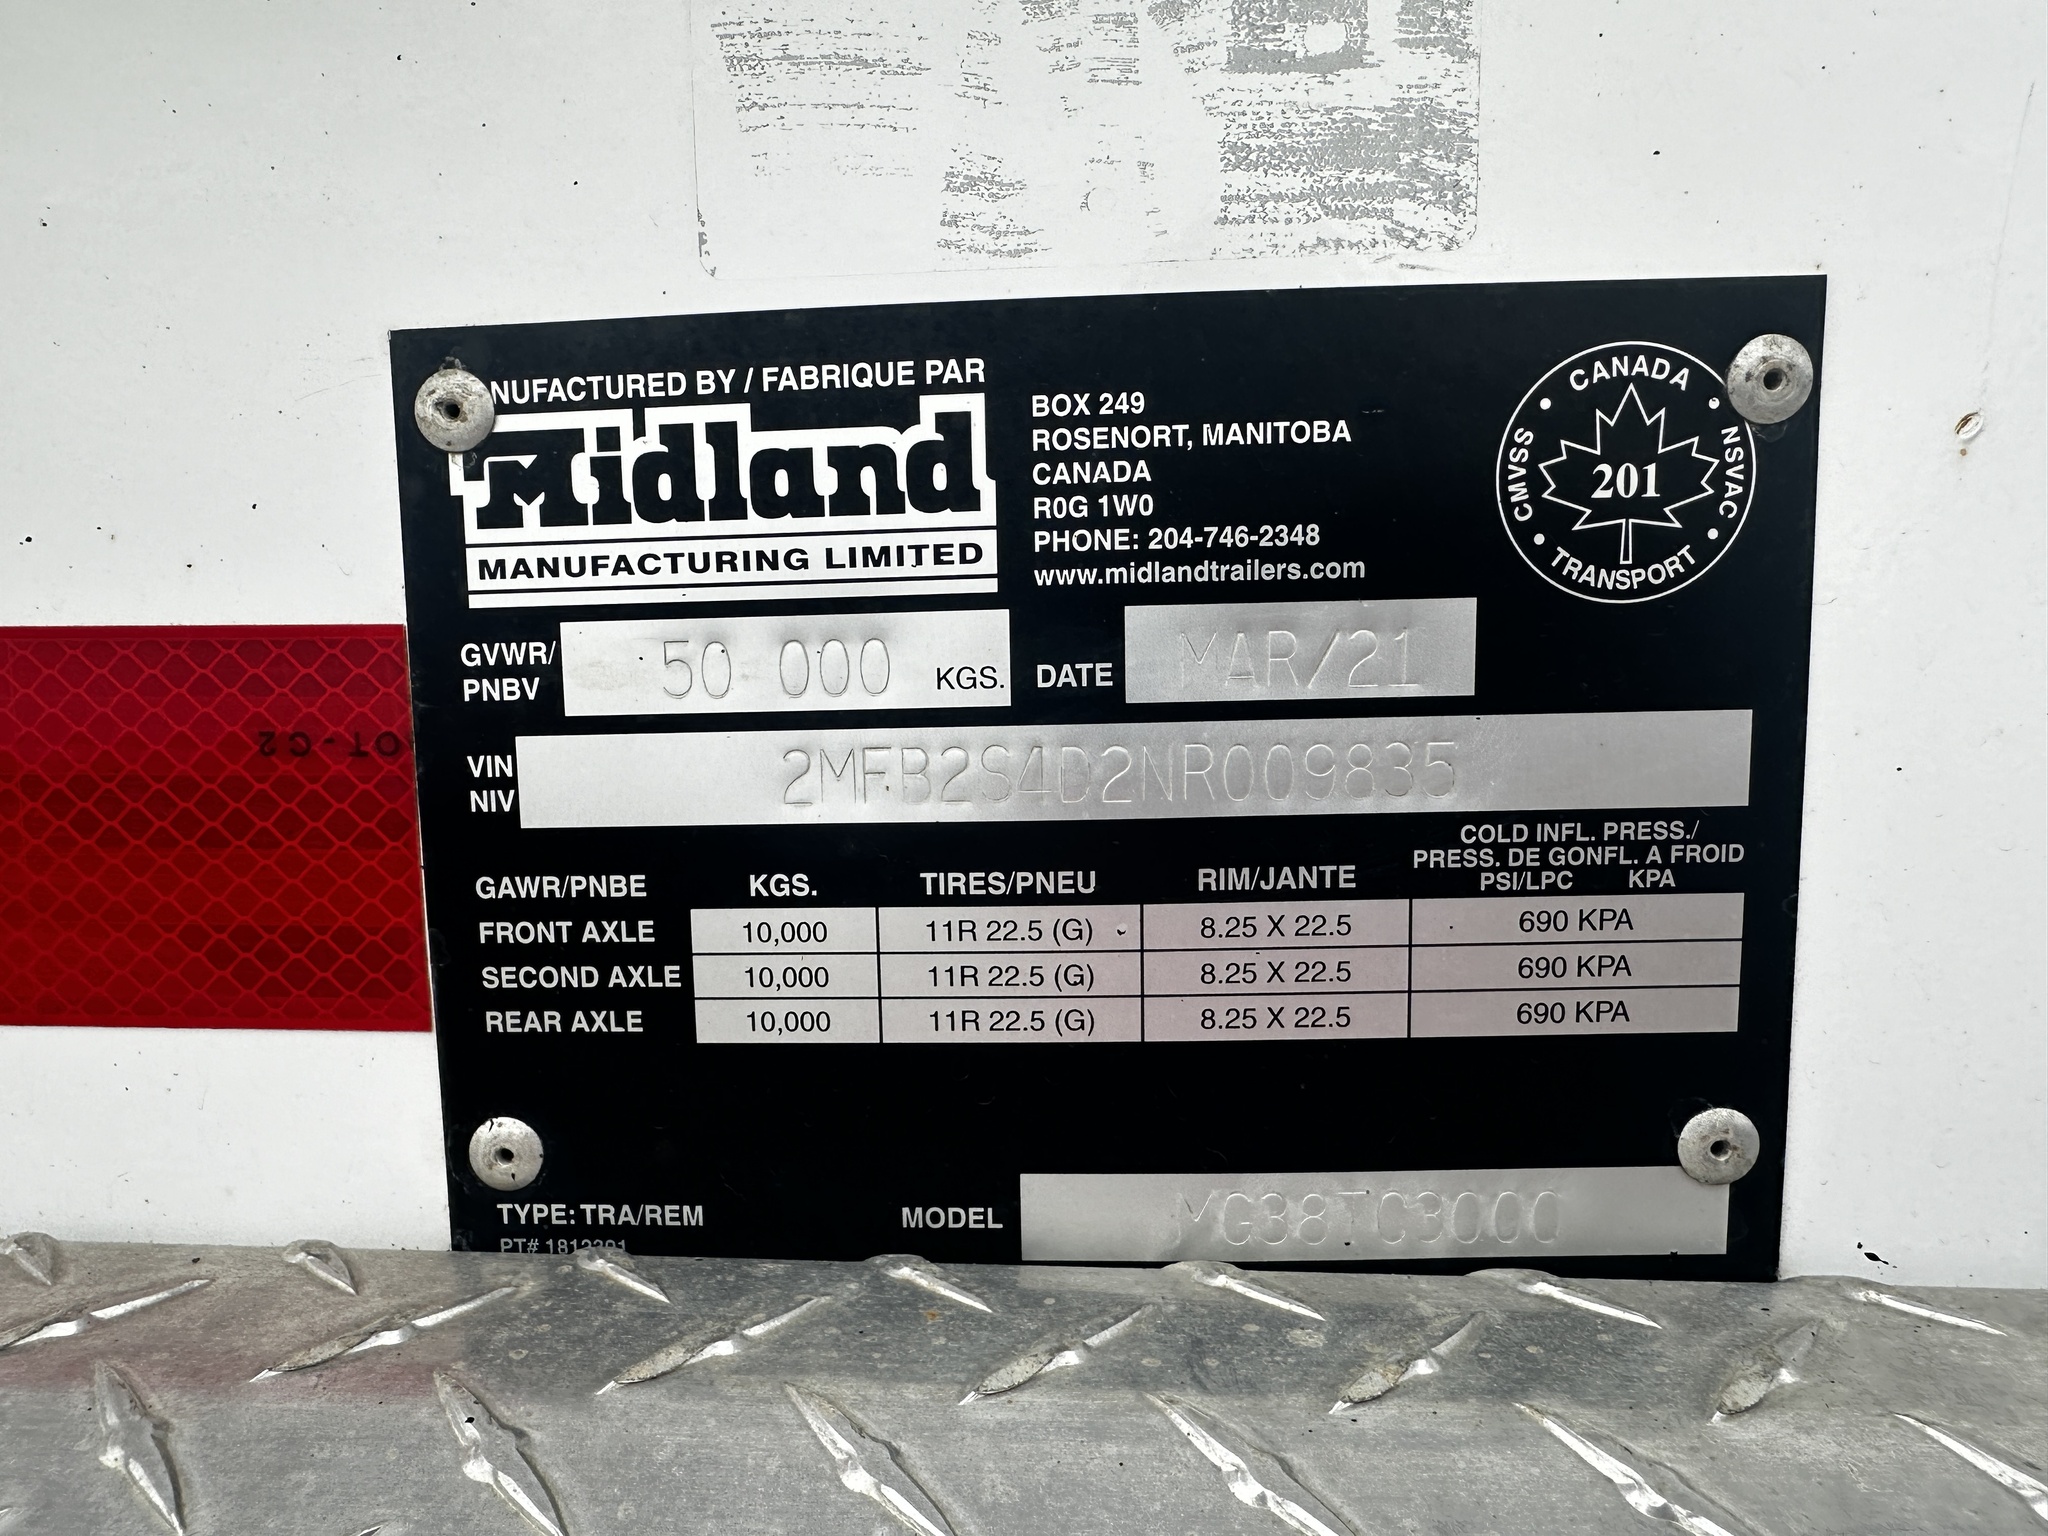 NUFACTURED BY / FABRIQUE PAR
Midland
MANUFACTURING LIMITED
BOX 249
ROSENORT, MANITOBA
CANADA
R0G 1W0
PHONE: 204-746-2348
www.midlandtrailers.com
CANADA
CMVSS
201
NSVAC
TRANSPORT
GVWR/
PNBV
50 000 KGS.
DATE MAR/21
VIN
NIV
2MFB2S4D2NR009835
COLD INFL. PRESS./
PRESS. DE GONFL. A FROID
GAWR/PNBE KGS. TIRES/PNEU RIM/JANTE PSI/LPC KPA
FRONT AXLE 10,000 11R 22.5 (G) 8.25 X 22.5 690 KPA
SECOND AXLE 10,000 11R 22.5 (G) 8.25 X 22.5 690 KPA
REAR AXLE 10,000 11R 22.5 (G) 8.25 X 22.5 690 KPA
TYPE: TRA/REM
MODEL MG38TC3000
PT#
OT-C2